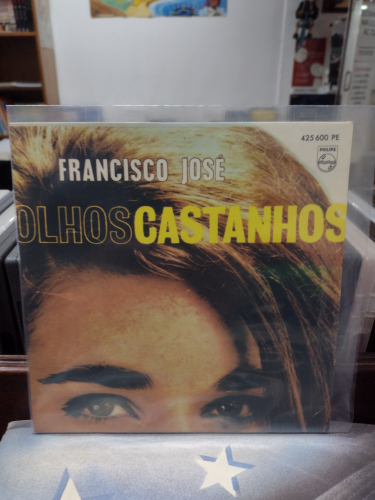 425 600 PE
PHILIPS
FRANCISCO JOSÉ
OLHOS CASTANHOS